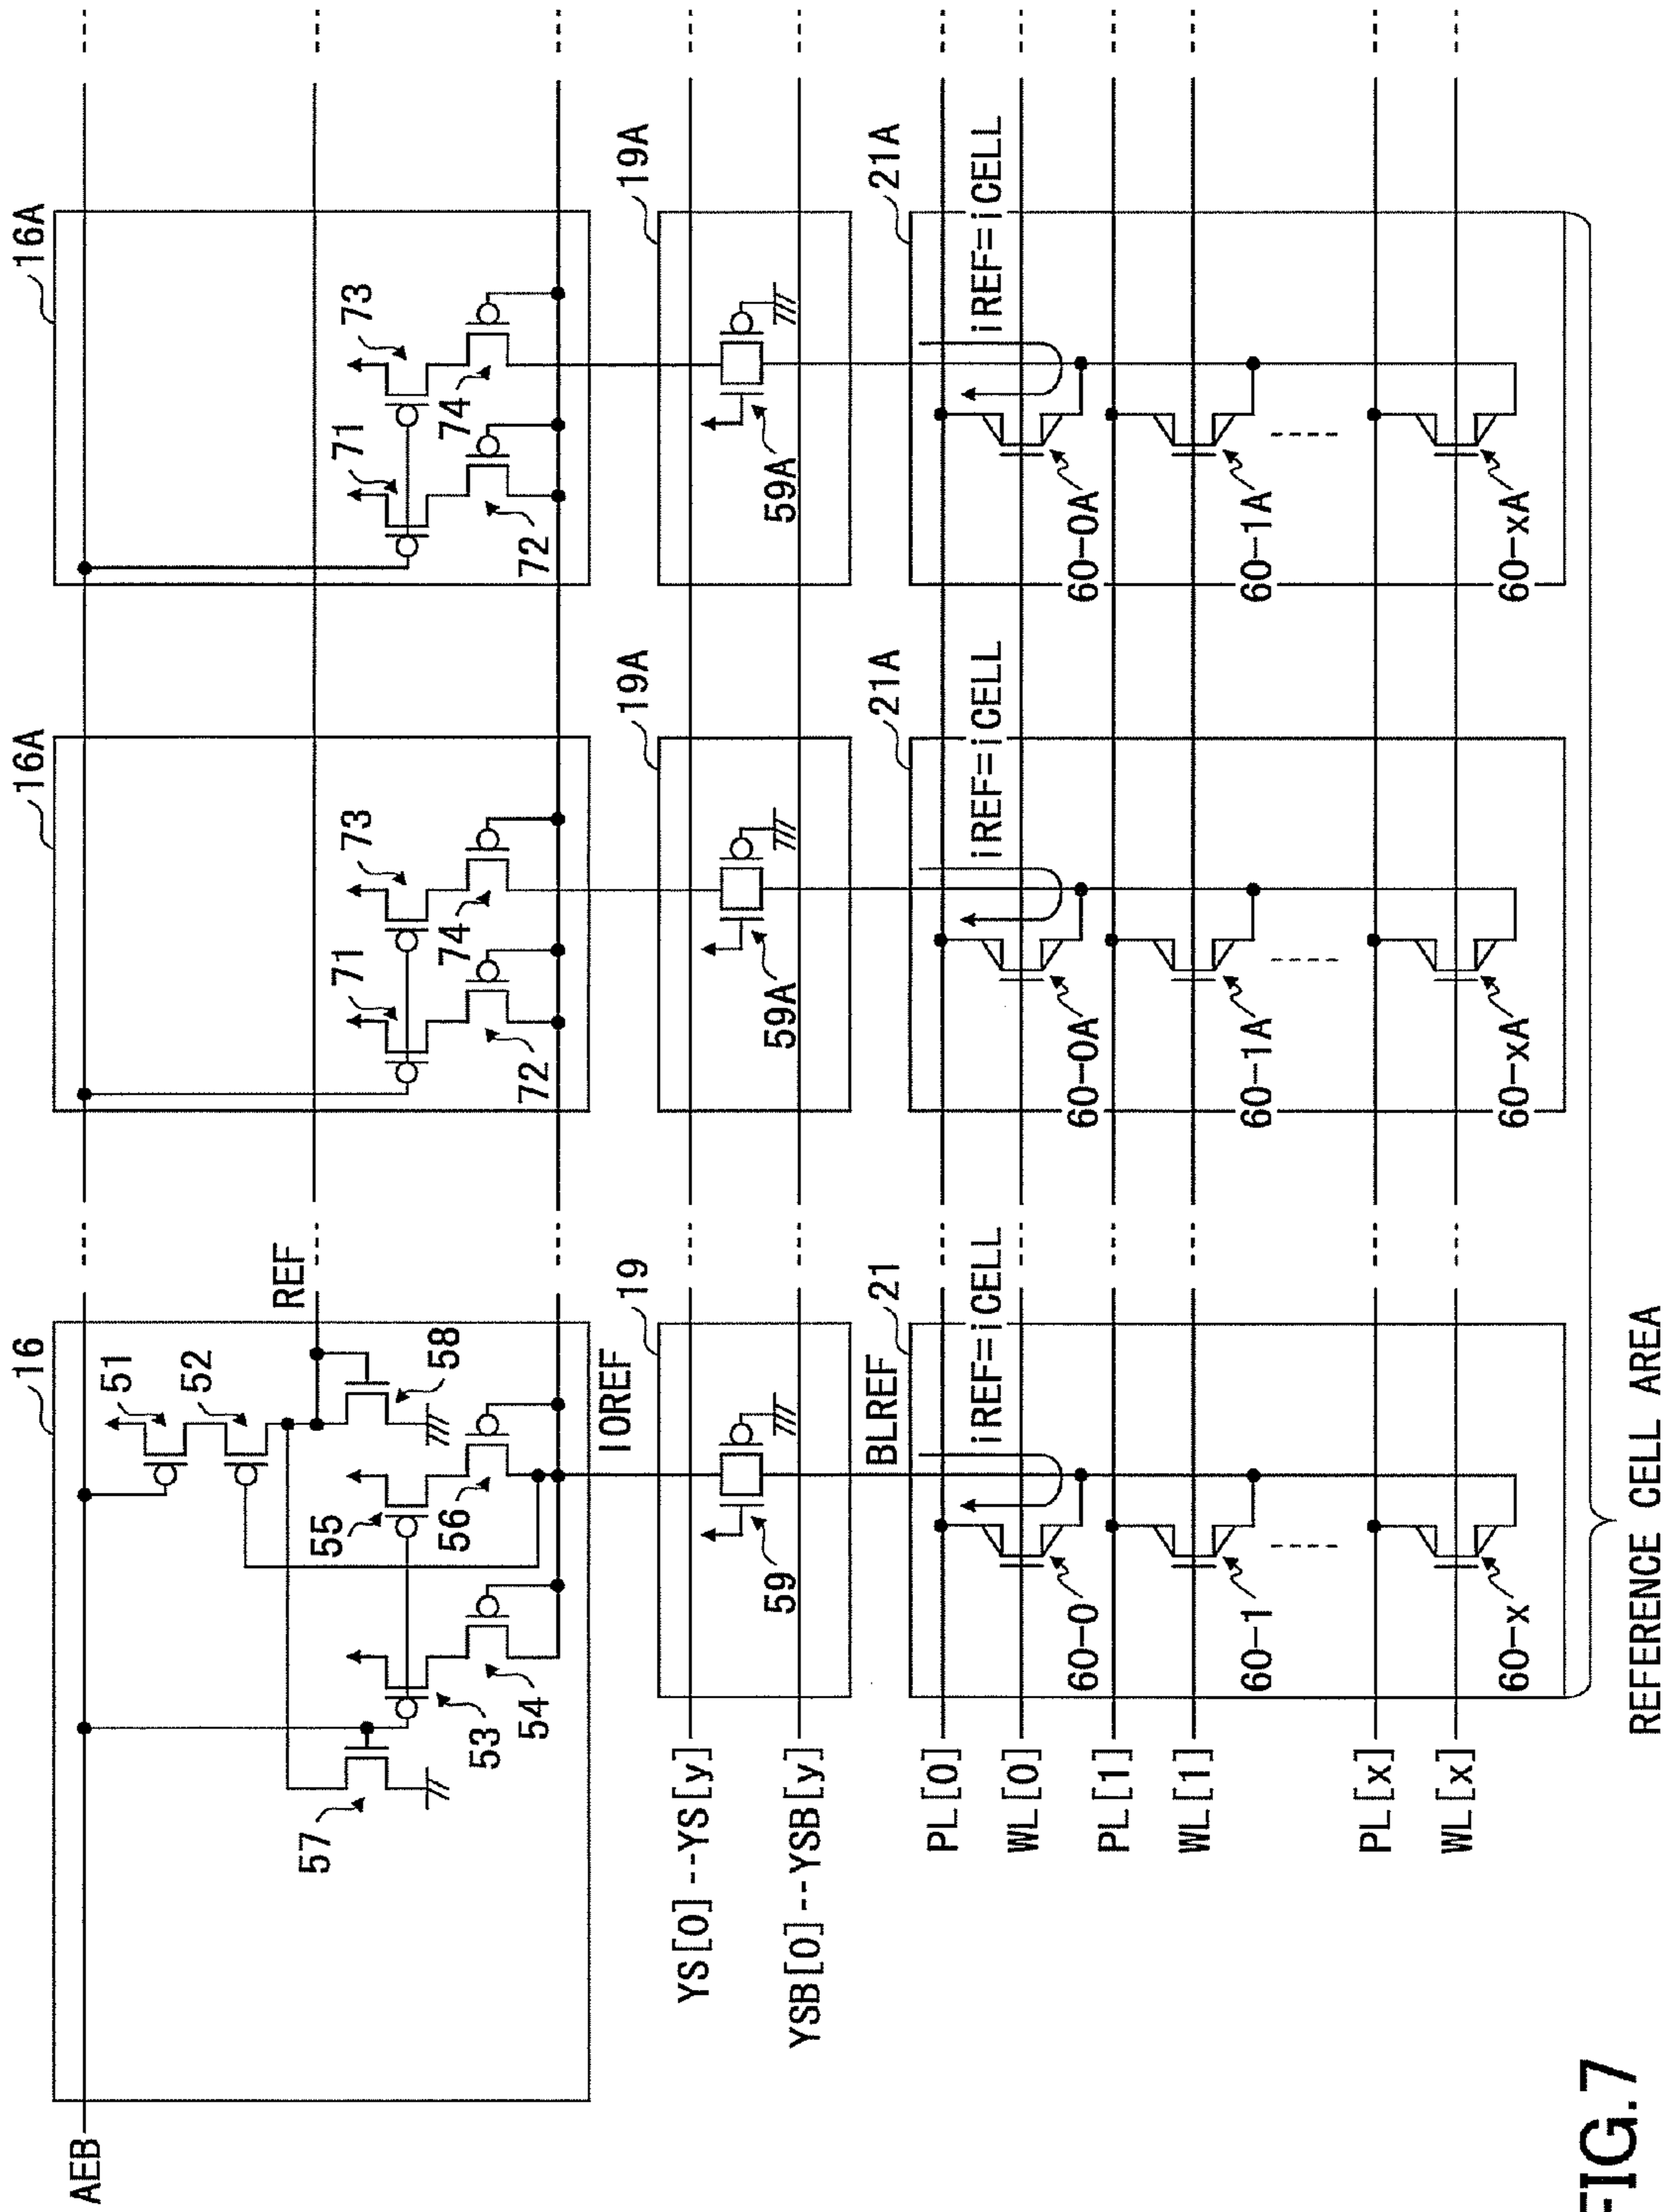 FIG.7
AEB
16
51
52
REF
53
54
55
56
57
58
IOREF
16A
71
72
73
74
16A
71
72
73
74
YS[0]--YS[y]
YSB[0]--YSB[y]
19
59
BLREF
19A
59A
19A
59A
PL[0]
WL[0]
PL[1]
WL[1]
PL[x]
WL[x]
21
iREF=iCELL
60-0
60-1
60-x
21A
iREF=iCELL
60-0A
60-1A
60-xA
21A
iREF=iCELL
60-0A
60-1A
60-xA
REFERENCE CELL AREA